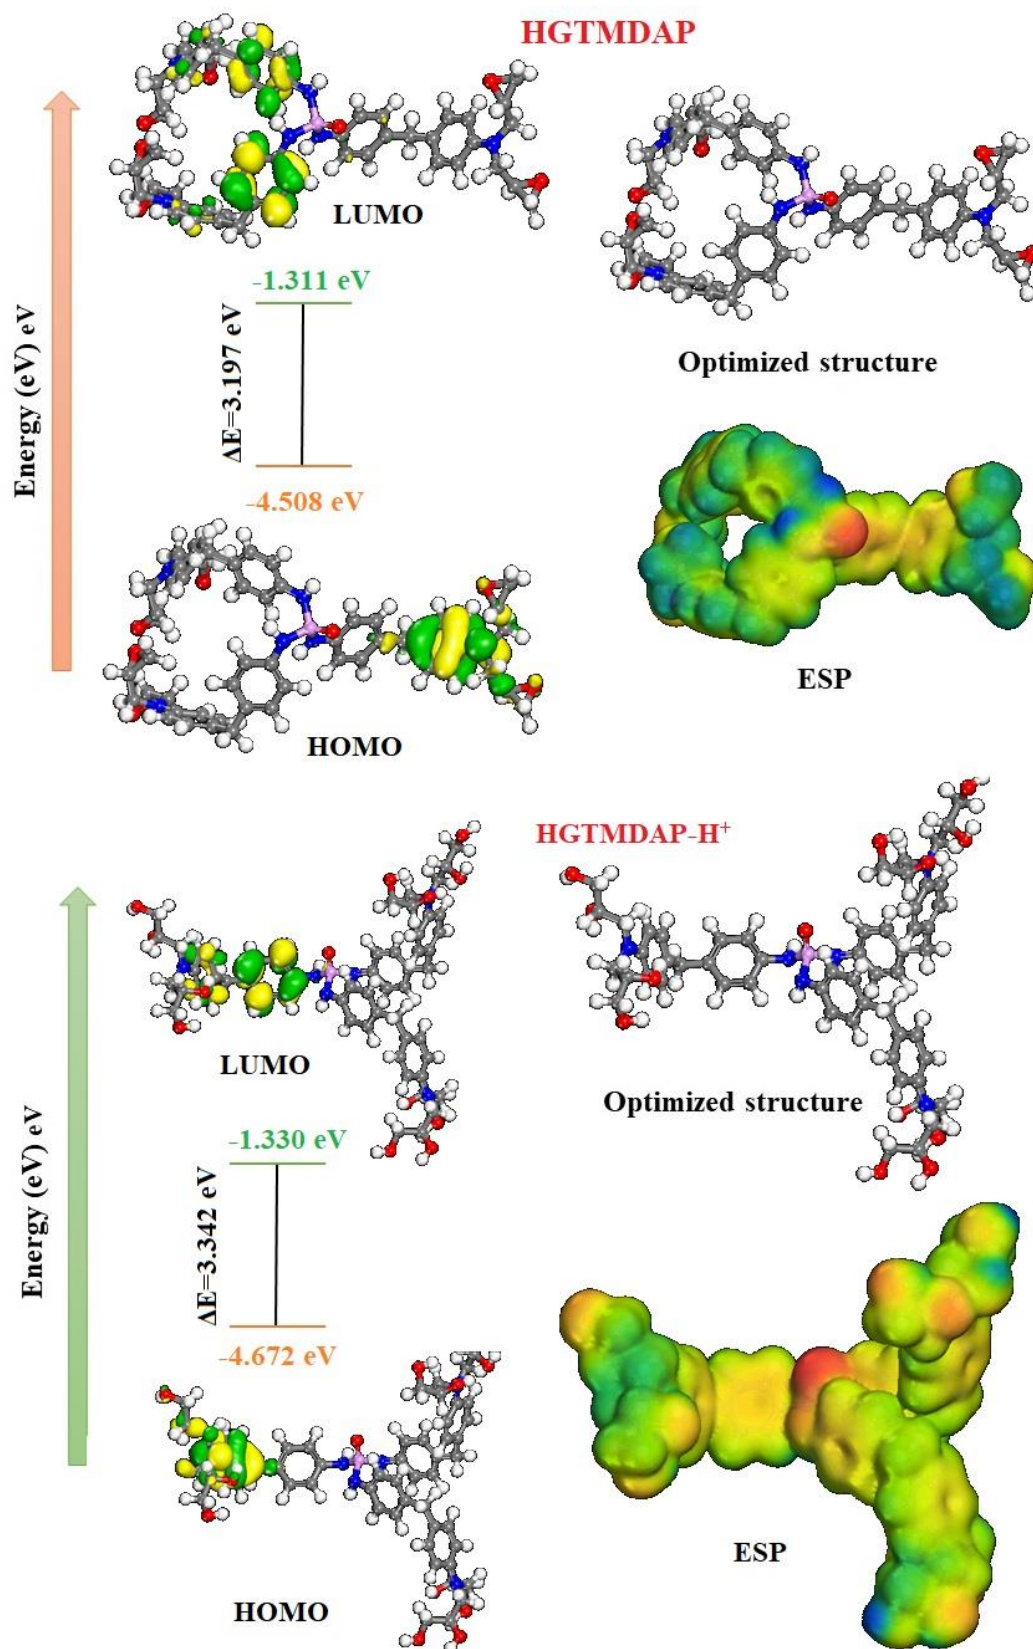 HGTMDAP
LUMO
-1.311 eV
ΔE=3.197 eV
-4.508 eV
HOMO
Energy (eV) eV
Optimized structure
ESP
HGTMDAP-H⁺
LUMO
-1.330 eV
ΔE=3.342 eV
-4.672 eV
HOMO
Energy (eV) eV
Optimized structure
ESP